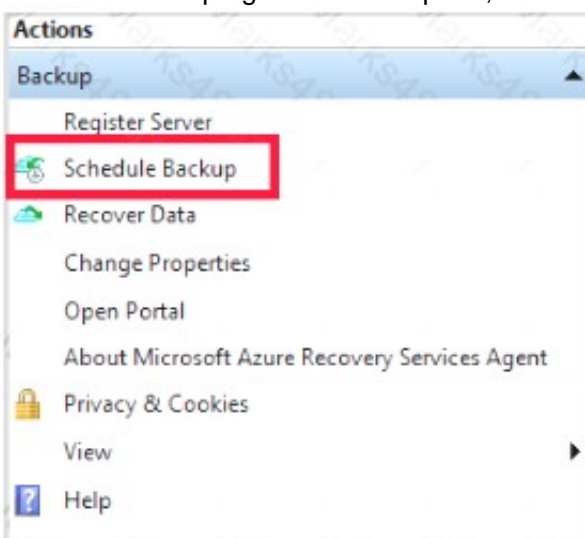 Actions
Backup
Register Server
Schedule Backup
Recover Data
Change Properties
Open Portal
About Microsoft Azure Recovery Services Agent
Privacy & Cookies
View
Help